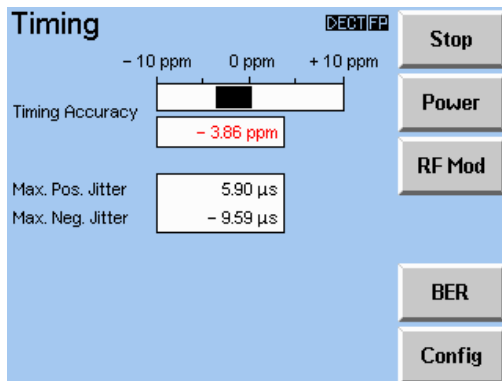 Timing
DECT FP
− 10 ppm 0 ppm + 10 ppm
Timing Accuracy
− 3.86 ppm
Max. Pos. Jitter 5.90 µs
Max. Neg. Jitter − 9.59 µs
Stop
Power
RF Mod
BER
Config